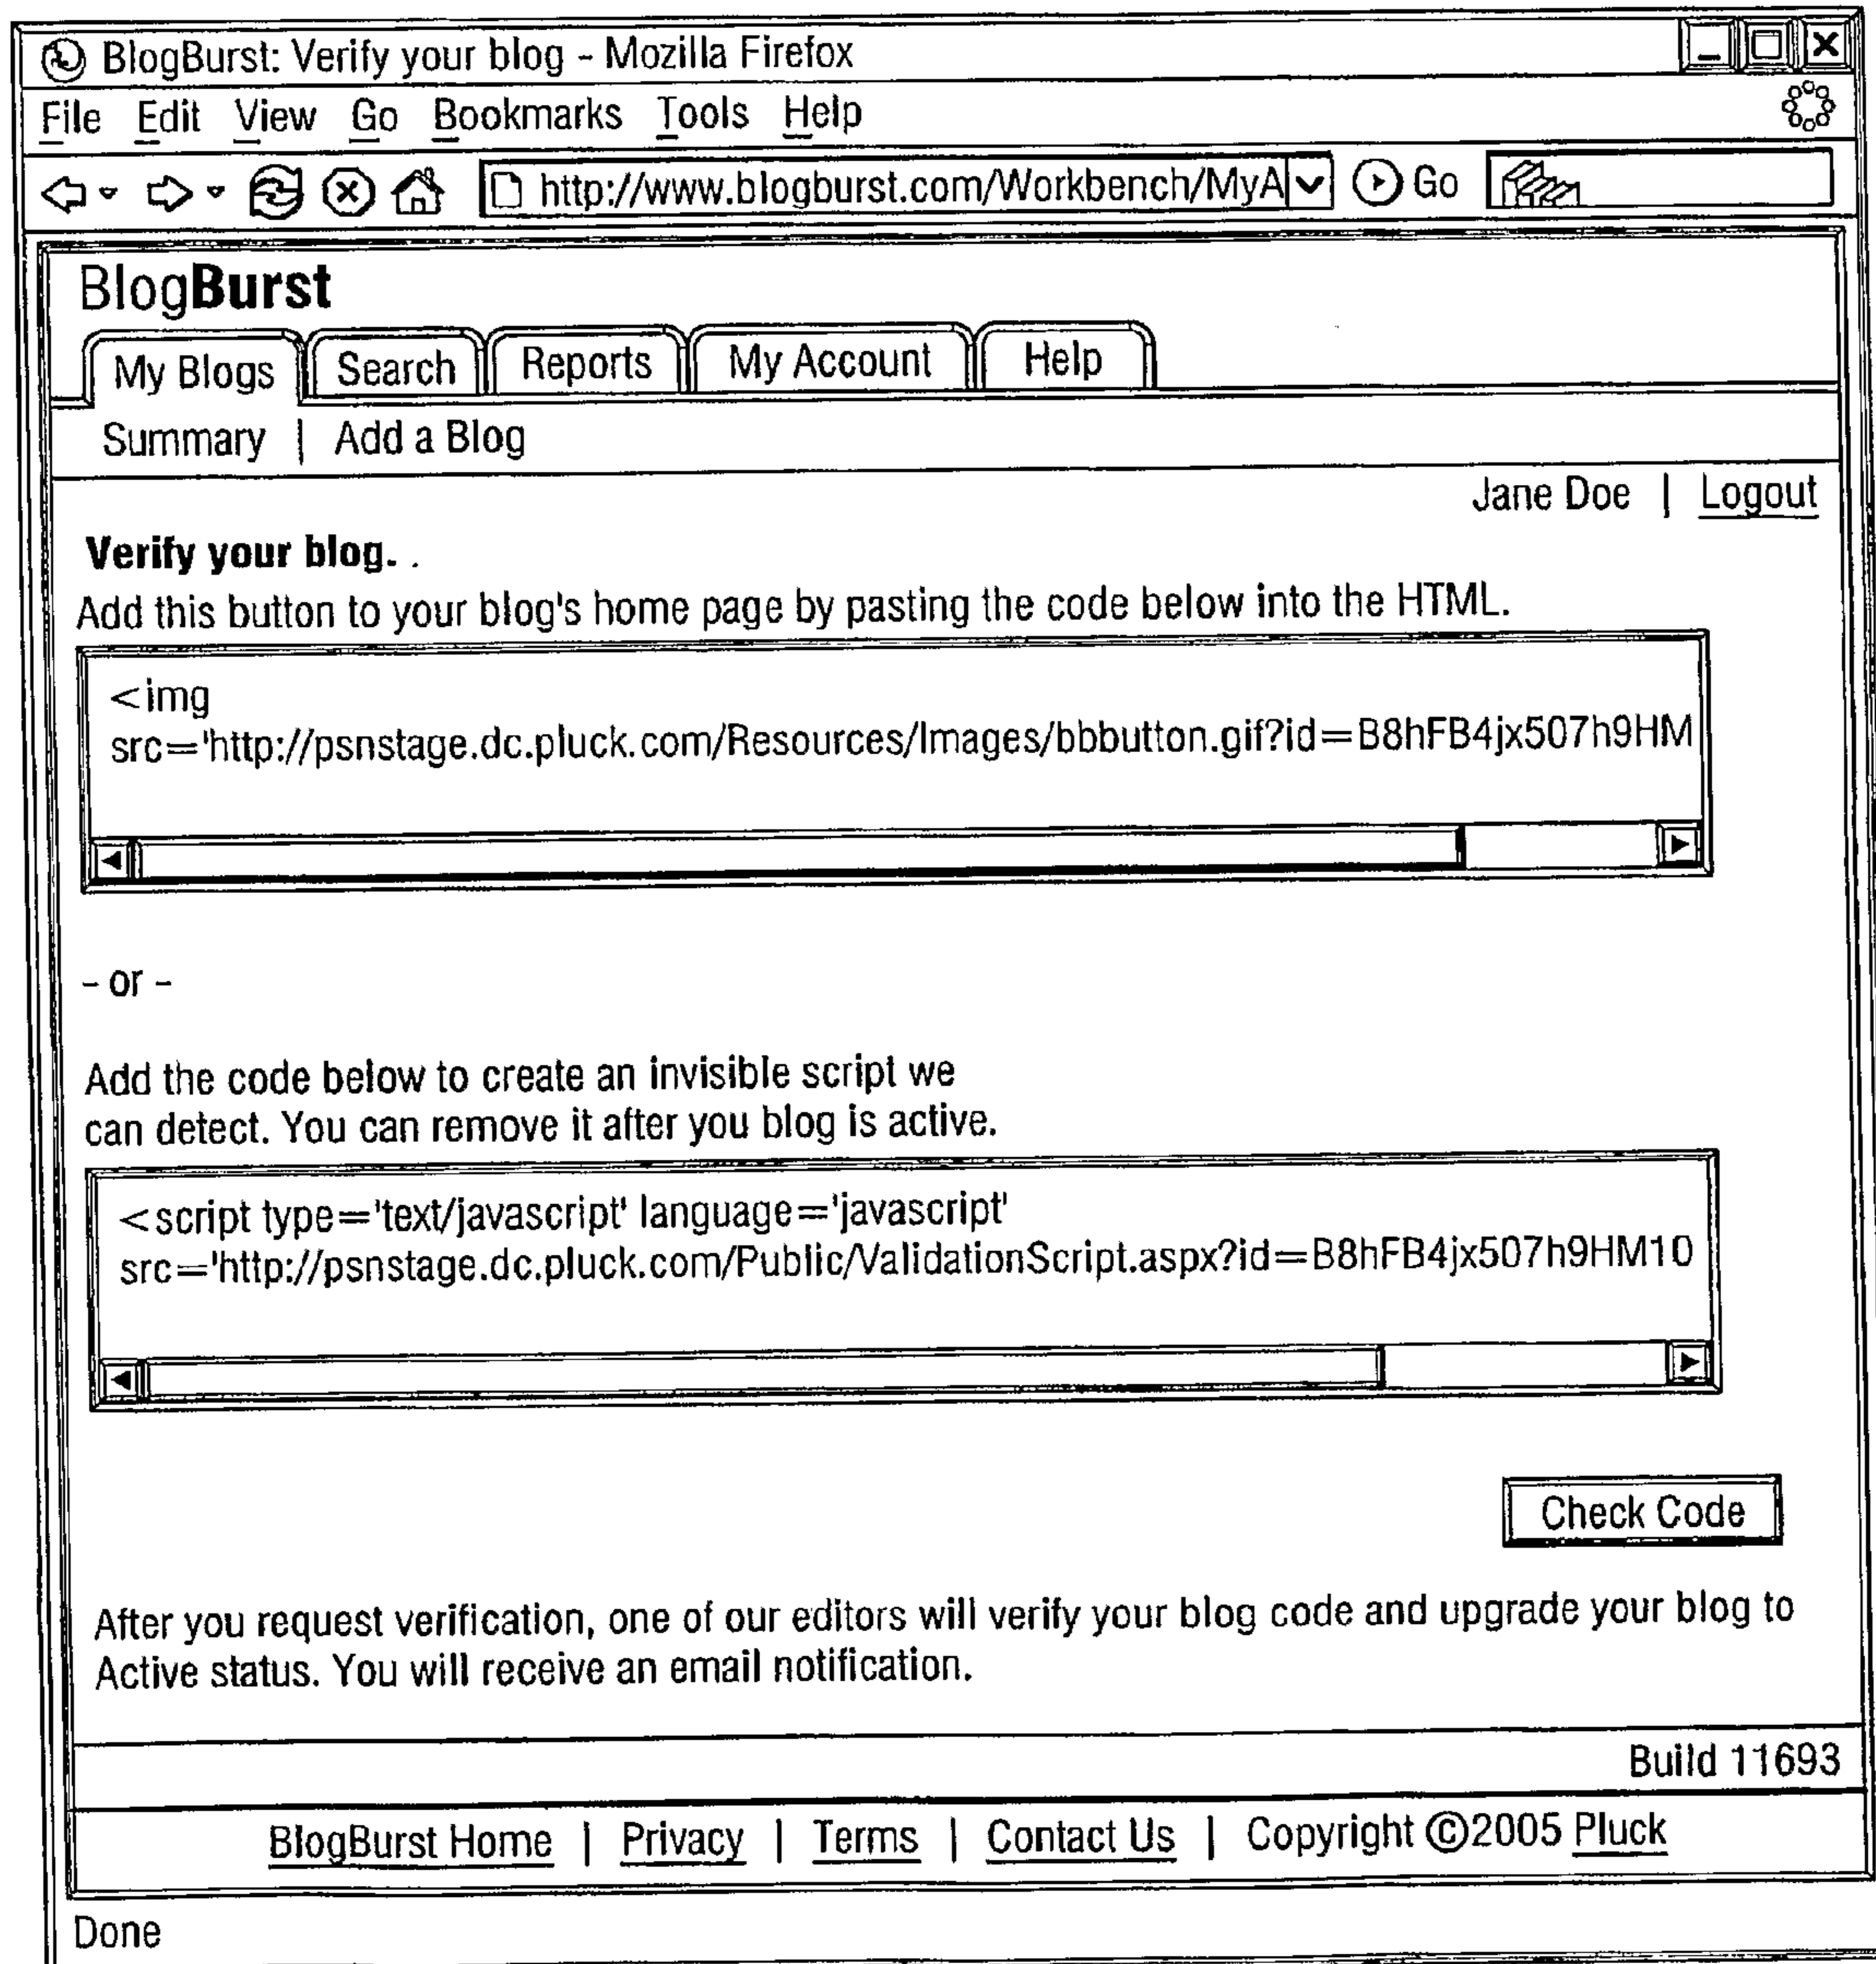 BlogBurst: Verify your blog - Mozilla Firefox
File Edit View Go Bookmarks Tools Help
http://www.blogburst.com/Workbench/MyA Go
BlogBurst
My Blogs Search Reports My Account Help
Summary | Add a Blog
Jane Doe | Logout
Verify your blog. .
Add this button to your blog's home page by pasting the code below into the HTML.
<img
src='http://psnstage.dc.pluck.com/Resources/Images/bbbutton.gif?id=B8hFB4jx507h9HM
- or -
Add the code below to create an invisible script we
can detect. You can remove it after you blog is active.
<script type='text/javascript' language='javascript'
src='http://psnstage.dc.pluck.com/Public/ValidationScript.aspx?id=B8hFB4jx507h9HM10
Check Code
After you request verification, one of our editors will verify your blog code and upgrade your blog to
Active status. You will receive an email notification.
Build 11693
BlogBurst Home | Privacy | Terms | Contact Us | Copyright ©2005 Pluck
Done